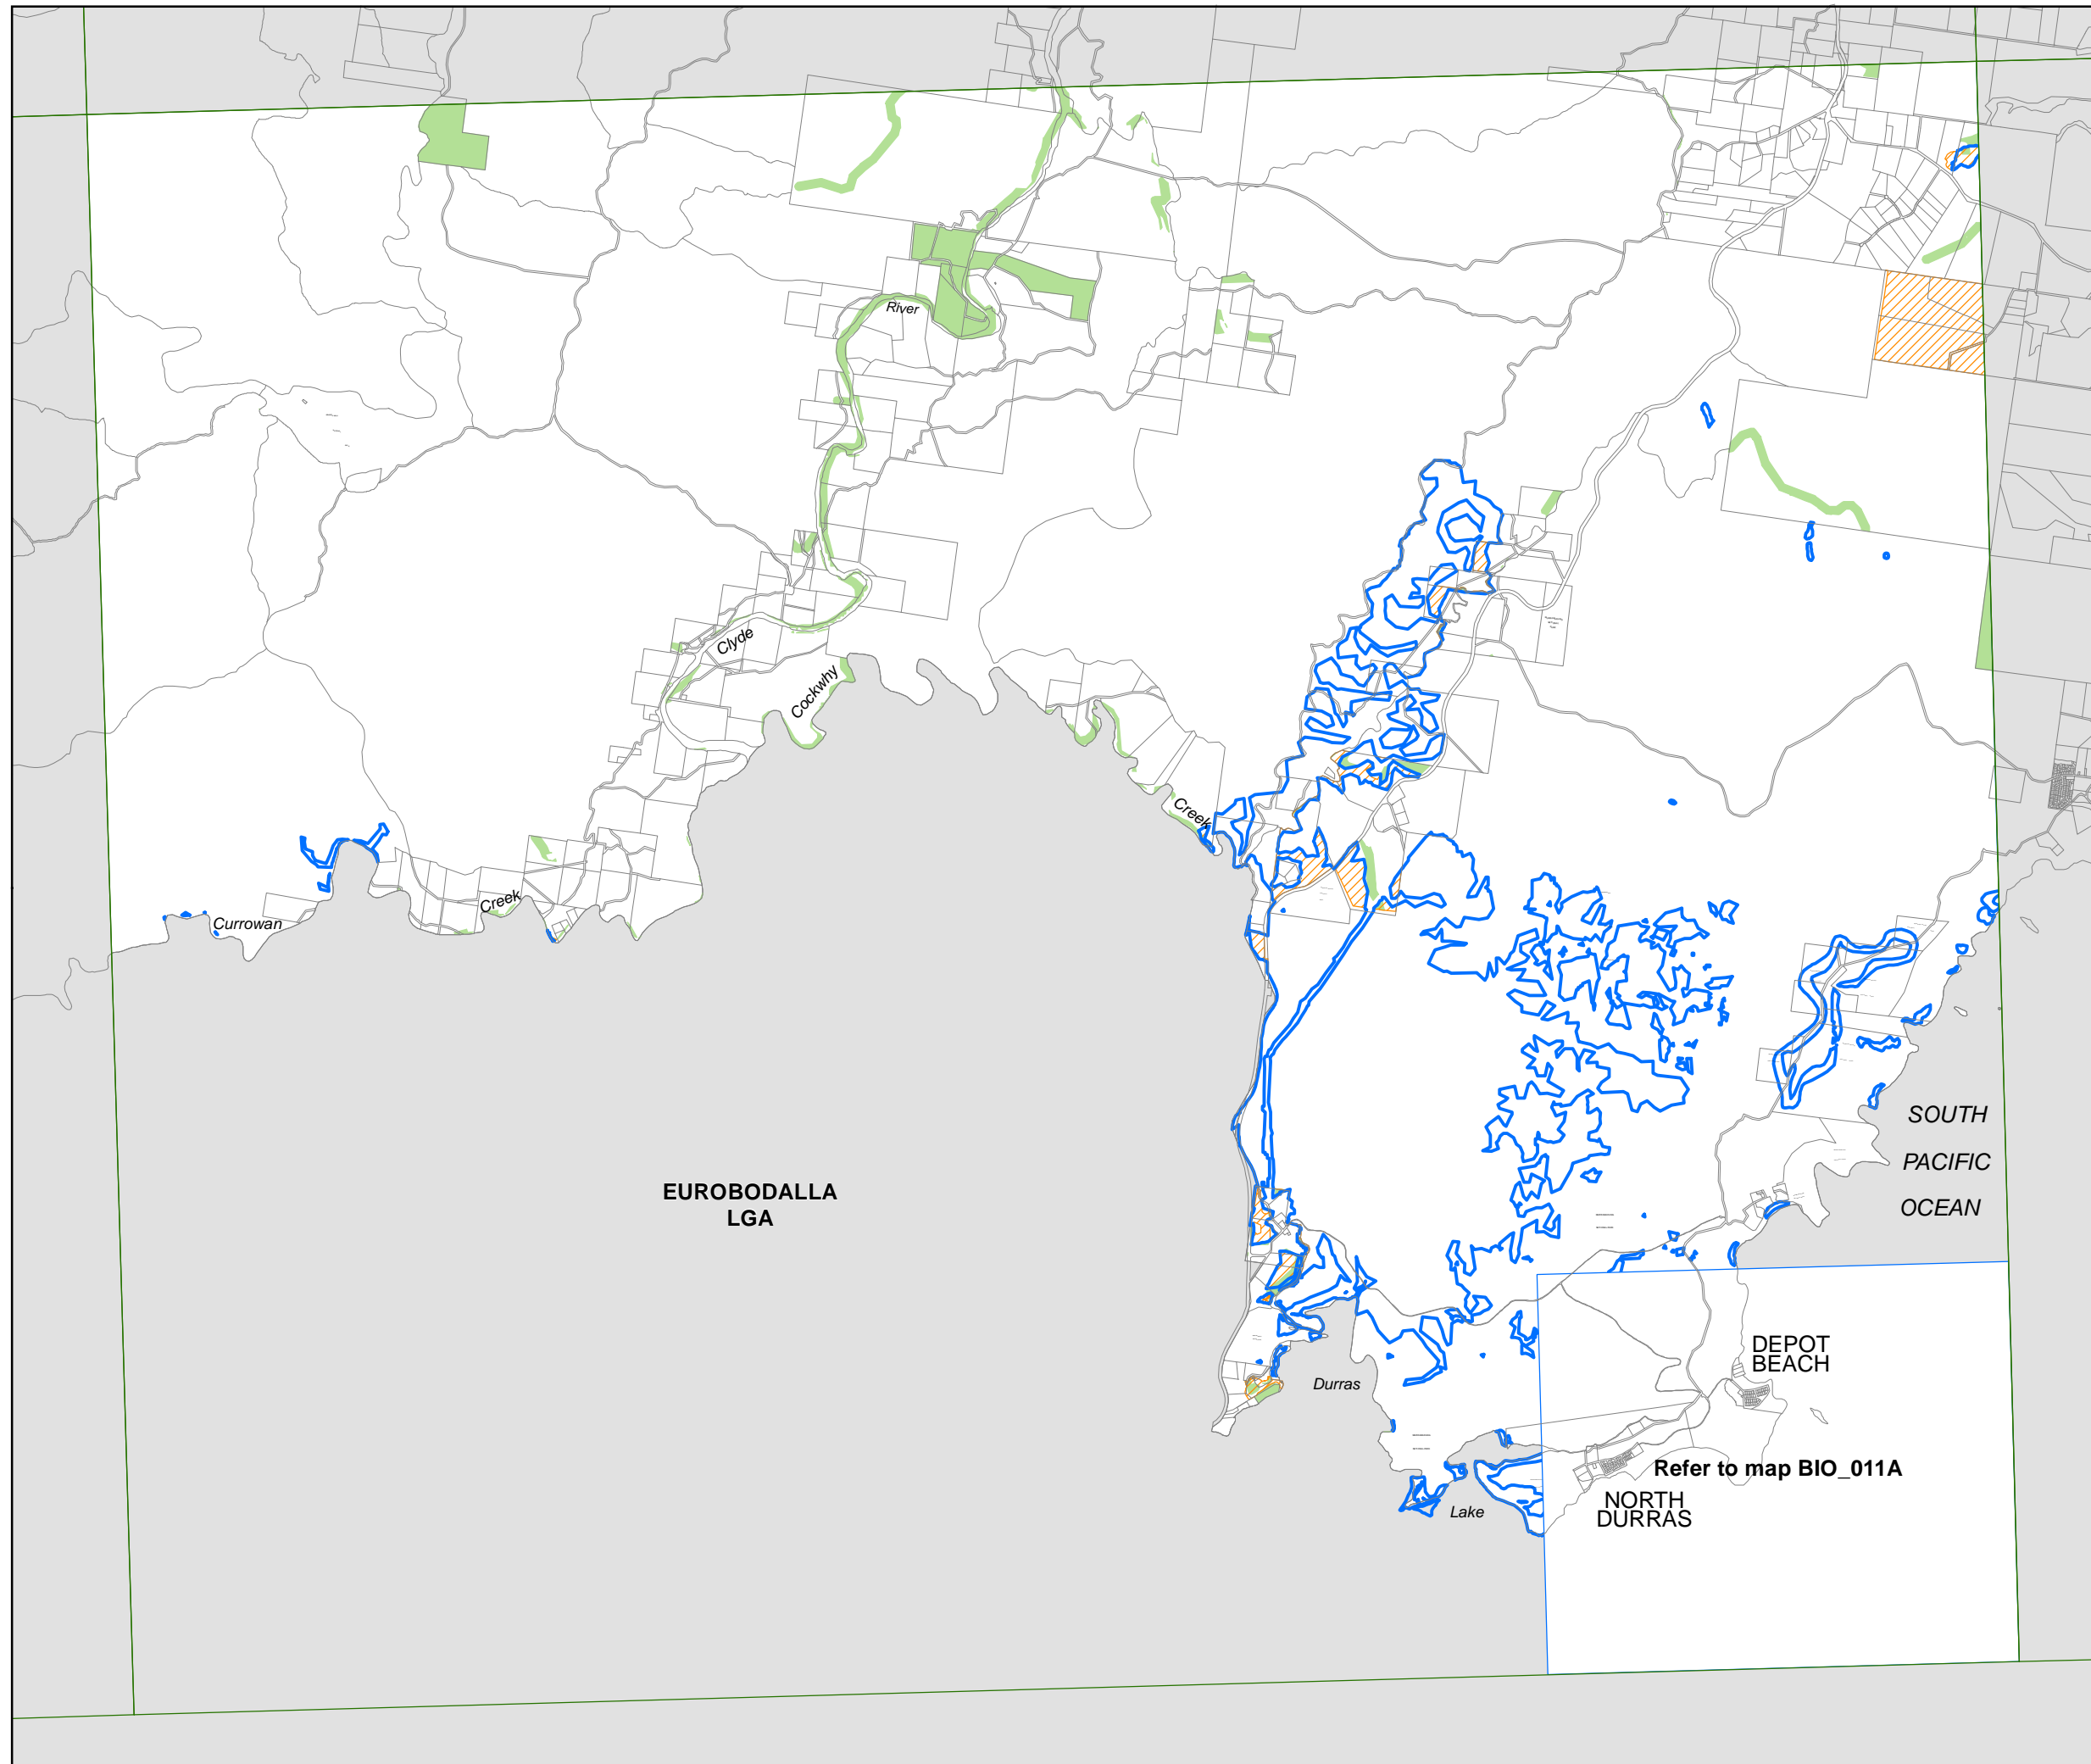 River
Clyde
Cockwhy
Creek
Creek
Currowan
SOUTH
PACIFIC
OCEAN
EUROBODALLA
LGA
DEPOT
BEACH
Durras
Refer to map BIO_011A
NORTH
DURRAS
Lake